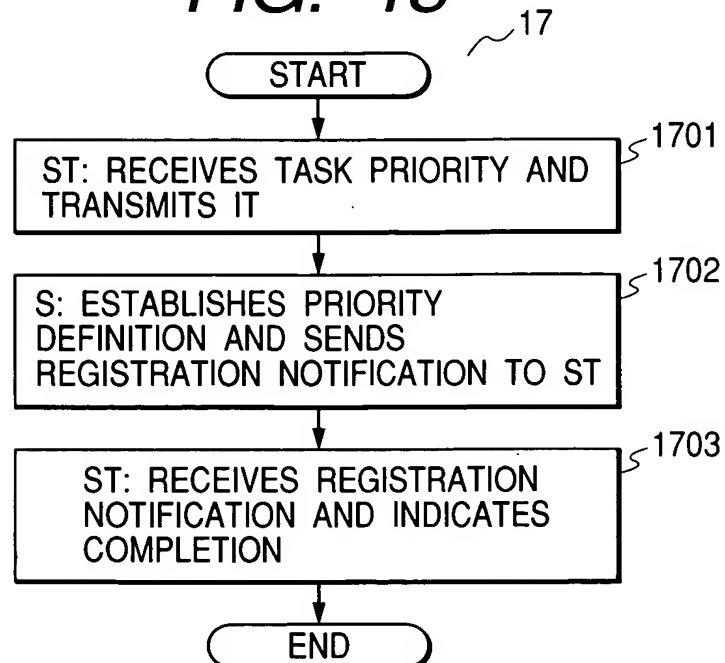 17
START
1701
ST: RECEIVES TASK PRIORITY AND
TRANSMITS IT
1702
S: ESTABLISHES PRIORITY
DEFINITION AND SENDS
REGISTRATION NOTIFICATION TO ST
1703
ST: RECEIVES REGISTRATION
NOTIFICATION AND INDICATES
COMPLETION
END